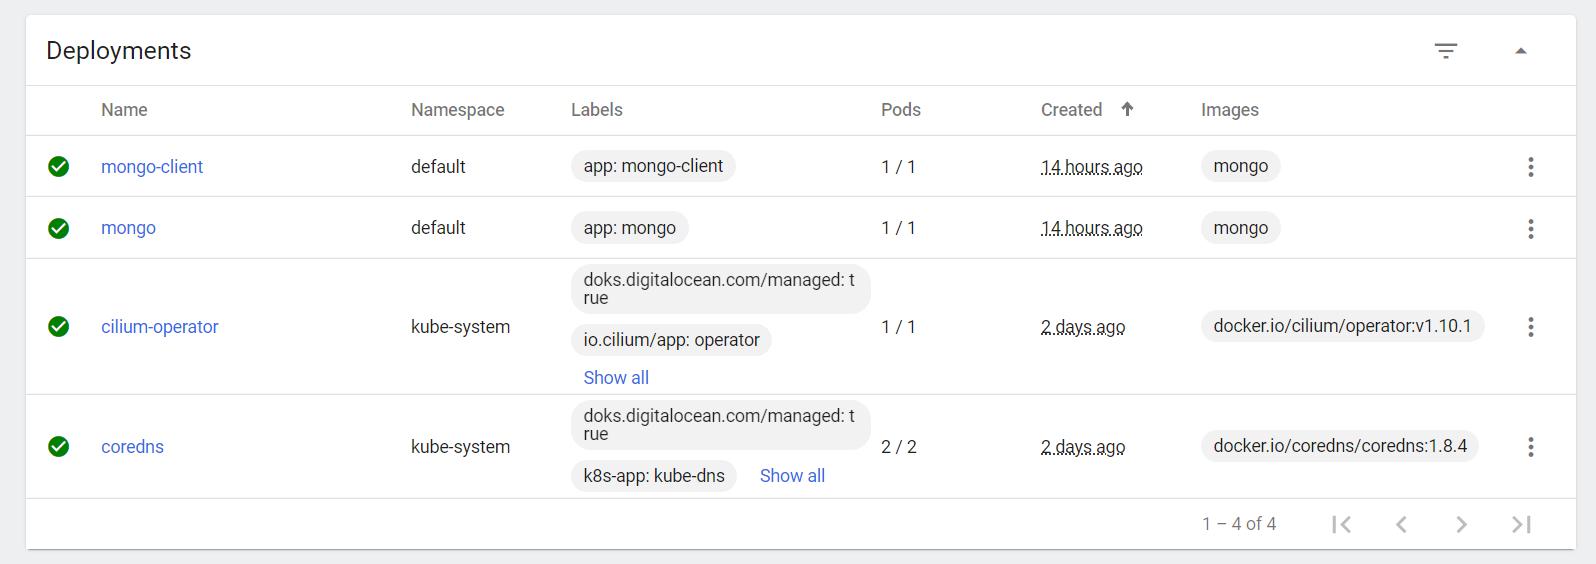 Deployments
Name Namespace Labels Pods Created Images
mongo-client default app: mongo-client 1 / 1 14 hours ago mongo
mongo default app: mongo 1 / 1 14 hours ago mongo
doks.digitalocean.com/managed: t
rue
cilium-operator kube-system io.cilium/app: operator 1 / 1 2 days ago docker.io/cilium/operator:v1.10.1
Show all
doks.digitalocean.com/managed: t
rue
coredns kube-system k8s-app: kube-dns Show all 2 / 2 2 days ago docker.io/coredns/coredns:1.8.4
1 – 4 of 4